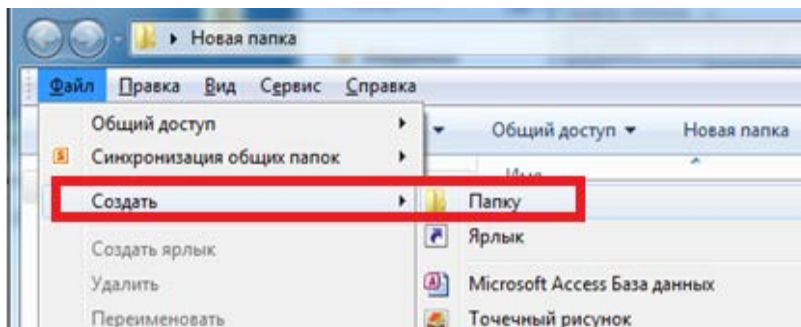 Новая папка
Файл Правка Вид Сервис Справка
Общий доступ
Синхронизация общих папок
Создать
Создать ярлык
Удалить
Переименовать
Общий доступ Новая папка
Имя
Папку
Ярлык
Microsoft Access База данных
Точечный рисунок